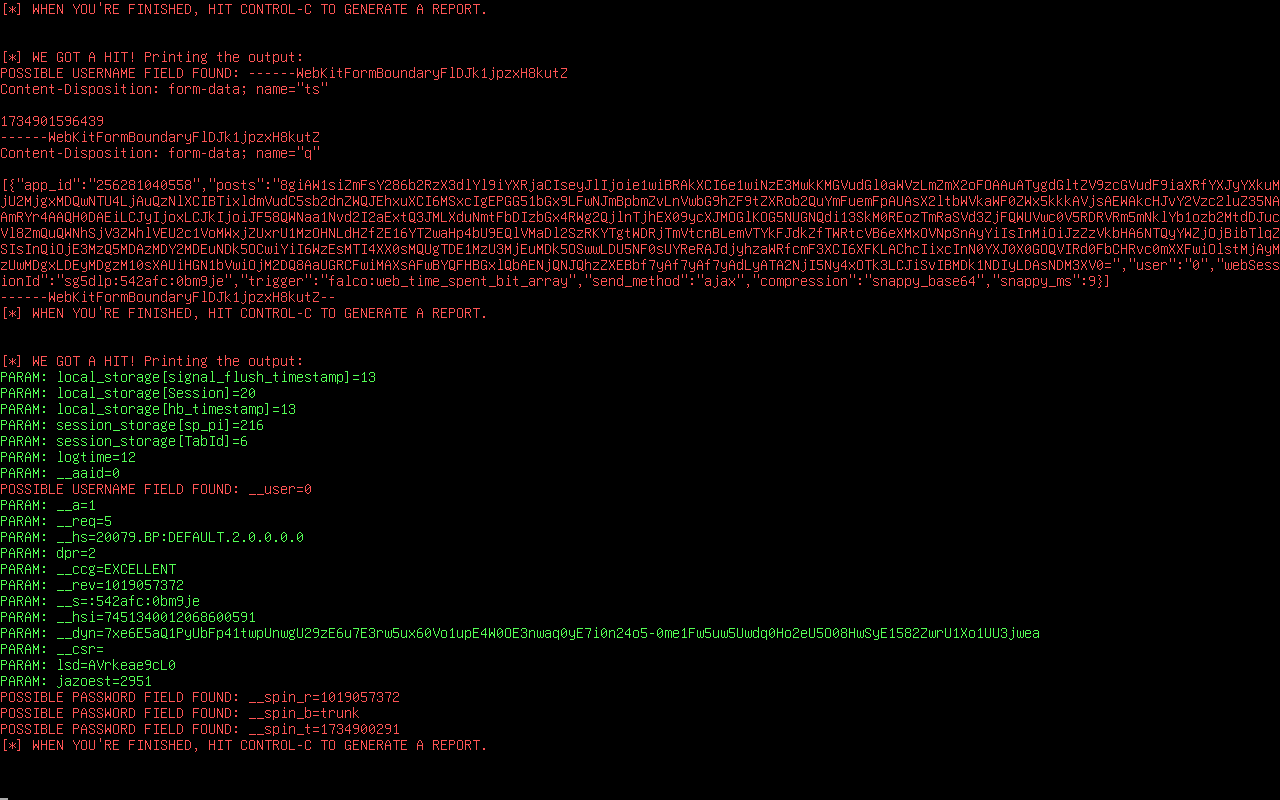 [*] WHEN YOU'RE FINISHED, HIT CONTROL-C TO GENERATE A REPORT.
[*] WE GOT A HIT! Printing the output:
POSSIBLE USERNAME FIELD FOUND: ------WebKitFormBoundaryFlDJk1jpzxH8kutZ
Content-Disposition: form-data; name="ts"
1734901596439
------WebKitFormBoundaryFlDJk1jpzxH8kutZ
Content-Disposition: form-data; name="q"
[{"app_id":"256281040558","posts":
","user":"0","webSess
ionId":"sg5dlp:542afc:0bm9je","trigger":"falco:web_time_spent_bit_array","send_method":"ajax","compression":"snappy_base64","snappy_ms":9}]
------WebKitFormBoundaryFlDJk1jpzxH8kutZ--
[*] WHEN YOU'RE FINISHED, HIT CONTROL-C TO GENERATE A REPORT.
[*] WE GOT A HIT! Printing the output:
PARAM: local_storage[signal_flush_timestamp]=13
PARAM: local_storage[Session]=20
PARAM: local_storage[hb_timestamp]=13
PARAM: session_storage[sp_pi]=216
PARAM: session_storage[TabId]=6
PARAM: logtime=12
PARAM: __aaid=0
POSSIBLE USERNAME FIELD FOUND: __user=0
PARAM: __a=1
PARAM: __req=5
PARAM: __hs=20079.BP:DEFAULT.2.0.0.0.0
PARAM: dpr=2
PARAM: __ccg=EXCELLENT
PARAM: __rev=1019057372
PARAM: __s=:542afc:0bm9je
PARAM: __hsi=7451340012068600591
PARAM: __dyn=7xe6E5aQ1PyUbFp41twpUnwgU29zE6u7E3rw5ux60Vo1upE4W0OE3nwaq0yE7i0n24o5-0me1Fw5uw5Uwdq0Ho2eU5O08HwSyE1582ZwrU1Xo1UU3jwea
PARAM: __csr=
PARAM: lsd=AVrkeae9cL0
PARAM: jazoest=2951
POSSIBLE PASSWORD FIELD FOUND: __spin_r=1019057372
POSSIBLE PASSWORD FIELD FOUND: __spin_b=trunk
POSSIBLE PASSWORD FIELD FOUND: __spin_t=1734900291
[*] WHEN YOU'RE FINISHED, HIT CONTROL-C TO GENERATE A REPORT.